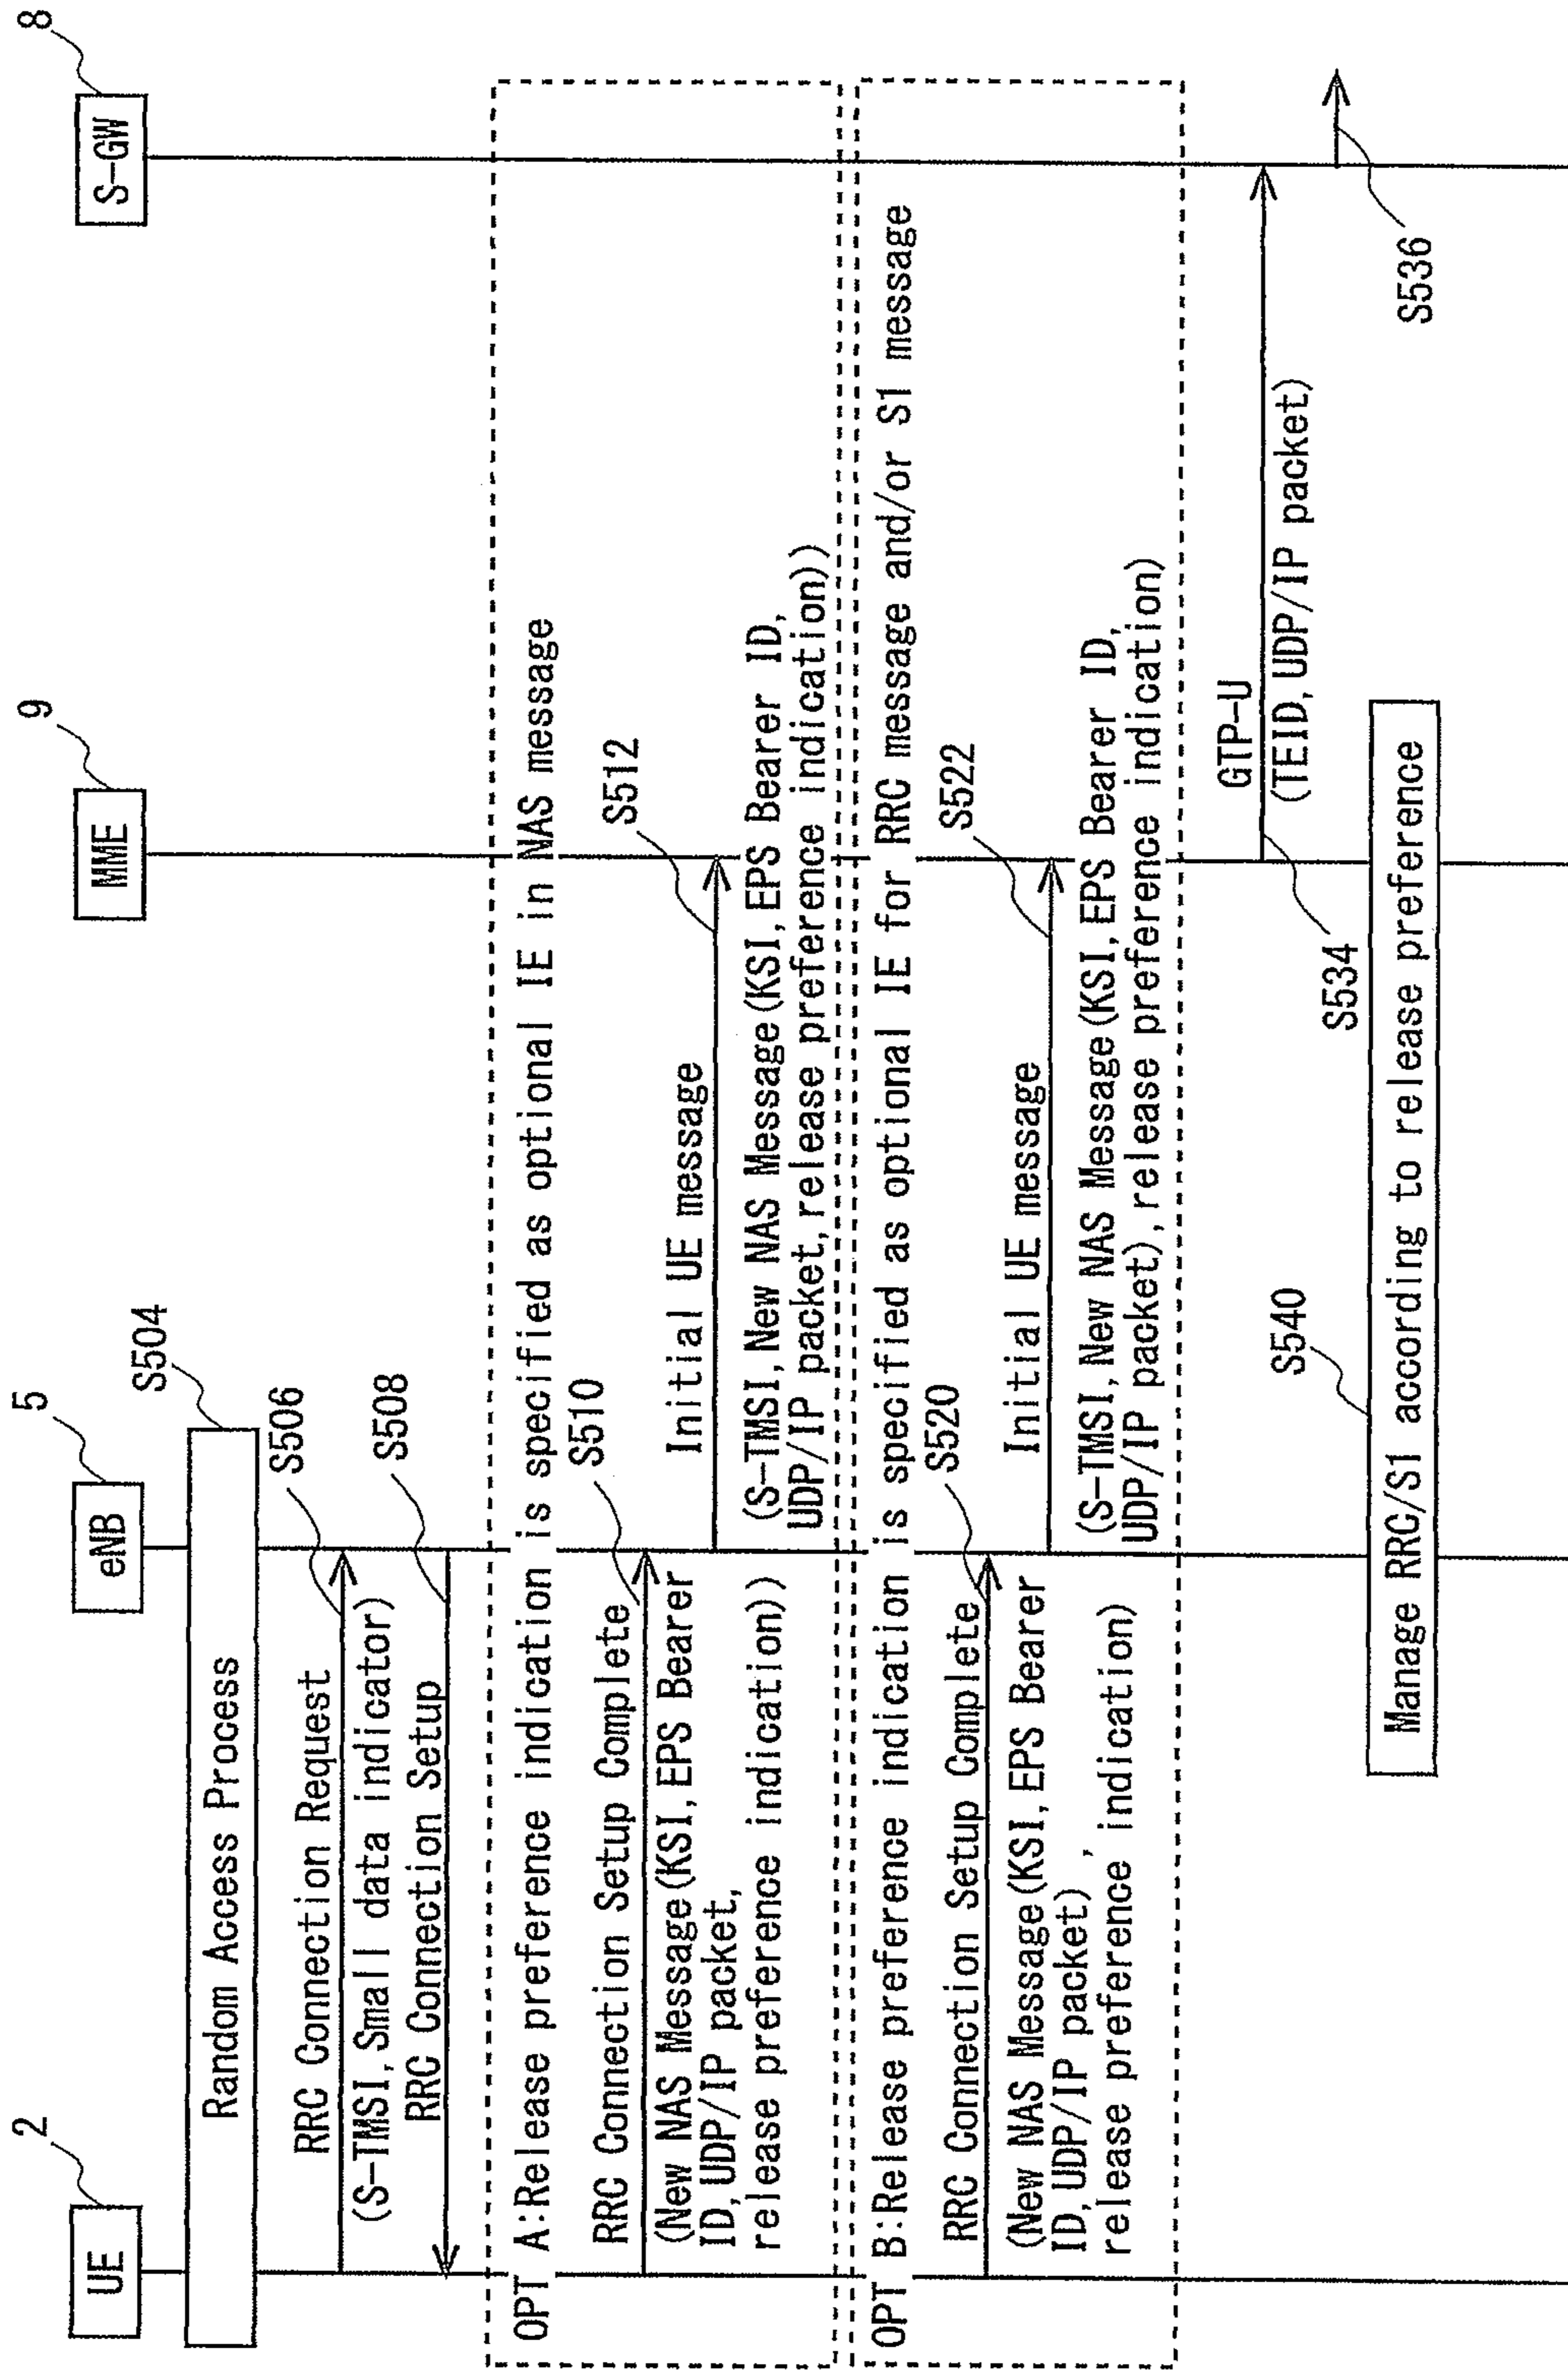 2
UE
5
eNB
9
MME
8
S-GW
S504
Random Access Process
S506
RRC Connection Request
(S-TMSI,Small data indicator)
S508
RRC Connection Setup
OPT A:Release preference indication is specified as optional IE in NAS message
S510
RRC Connection Setup Complete
(New NAS Message(KSI,EPS Bearer
ID,UDP/IP packet,
release preference indication))
S512
Initial UE message
(S-TMSI,New NAS Message(KSI,EPS Bearer ID,
UDP/IP packet,release preference indication))
OPT B:Release preference indication is specified as optional IE for RRC message and/or S1 message
S520
RRC Connection Setup Complete
(New NAS Message(KSI,EPS Bearer
ID,UDP/IP packet),
release preference indication)
S522
Initial UE message
(S-TMSI,New NAS Message(KSI,EPS Bearer ID,
UDP/IP packet),release preference indication)
GTP-U
(TEID,UDP/IP packet)
S534
S536
S540
Manage RRC/S1 according to release preference